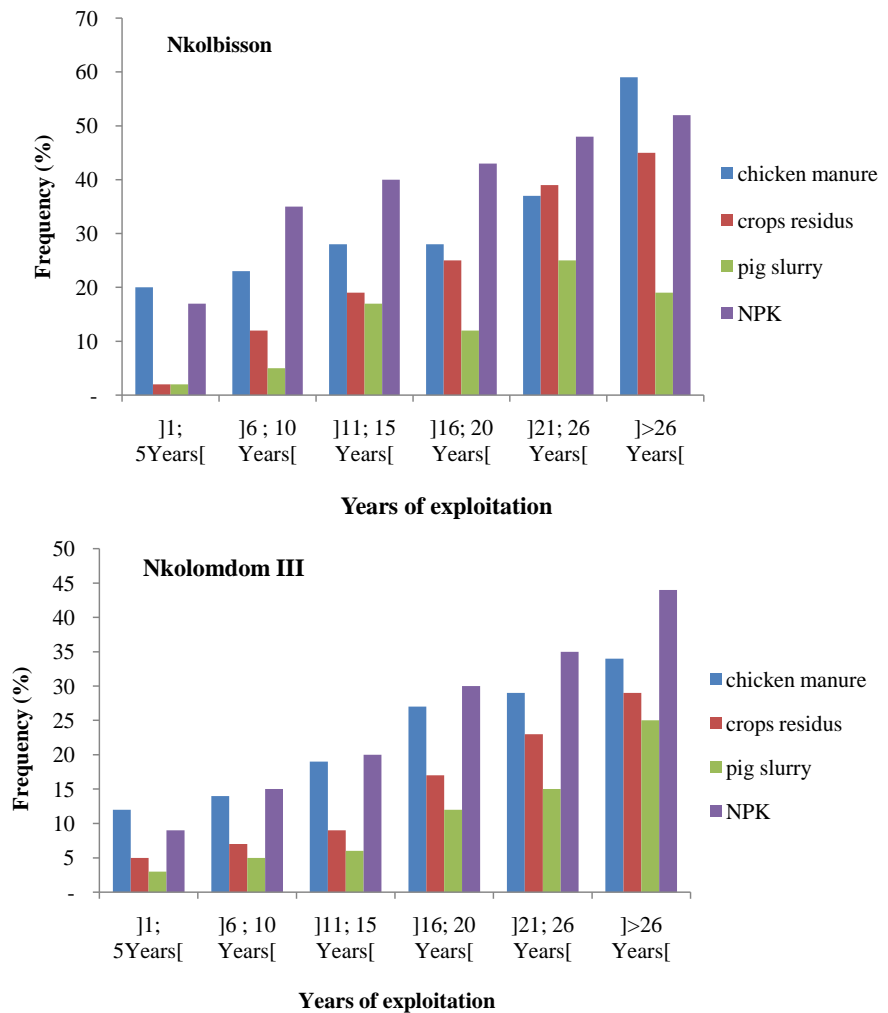 Nkolbisson
Frequency (%)
70
60
50
40
30
20
10
-
]1;
5Years[
]6 ; 10
Years[
]11; 15
Years[
]16; 20
Years[
]21; 26
Years[
]>26
Years[
Years of exploitation
chicken manure
crops residus
pig slurry
NPK
Nkolomdom III
Frequency (%)
50
45
40
35
30
25
20
15
10
5
-
]1;
5Years[
]6 ; 10
Years[
]11; 15
Years[
]16; 20
Years[
]21; 26
Years[
]>26
Years[
Years of exploitation
chicken manure
crops residus
pig slurry
NPK